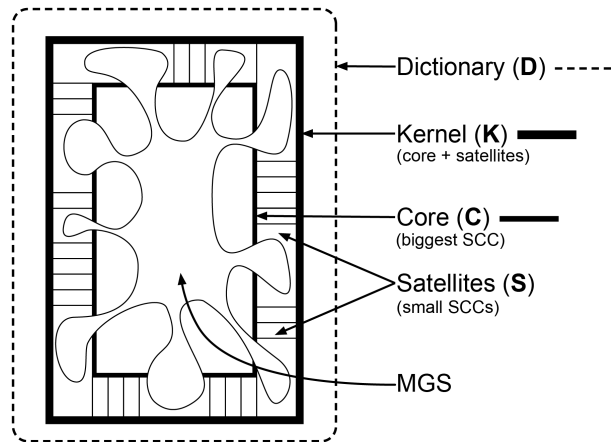 Dictionary (D)
Kernel (K)
(core + satellites)
Core (C)
(biggest SCC)
Satellites (S)
(small SCCs)
MGS